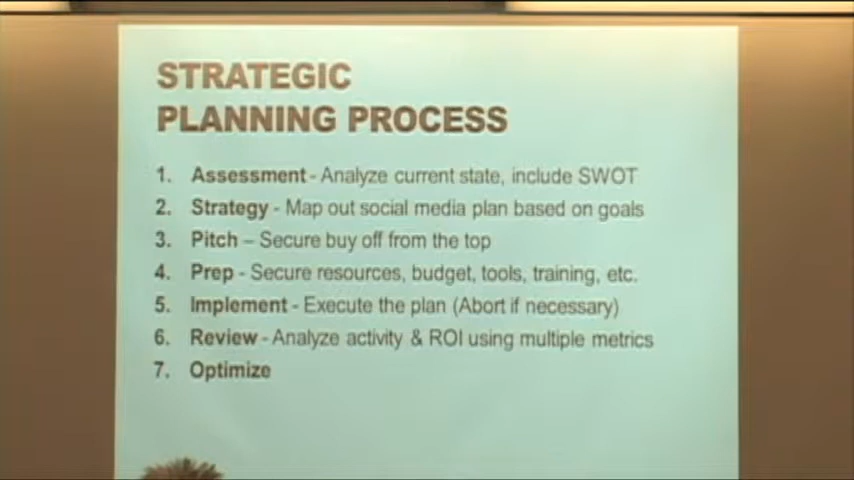 STRATEGIC
PLANNING PROCESS
1. Assessment - Analyze current state, include SWOT
2. Strategy - Map out social media plan based on goals
3. Pitch – Secure buy off from the top
4. Prep - Secure resources, budget, tools, training, etc.
5. Implement - Execute the plan (Abort if necessary)
6. Review - Analyze activity & ROI using multiple metrics
7. Optimize